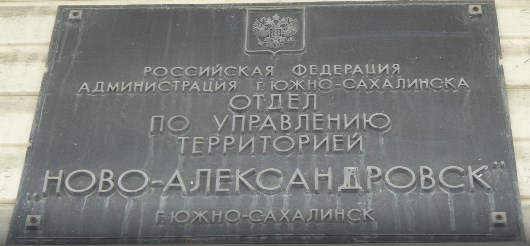 РОССИЙСКАЯ ФЕДЕРАЦИЯ
АДМИНИСТРАЦИЯ Г. ЮЖНО-САХАЛИНСКА
ОТДЕЛ
ПО УПРАВЛЕНИЮ
ТЕРРИТОРИЕЙ
„НОВО-АЛЕКСАНДРОВСК"
Г. ЮЖНО-САХАЛИНСК